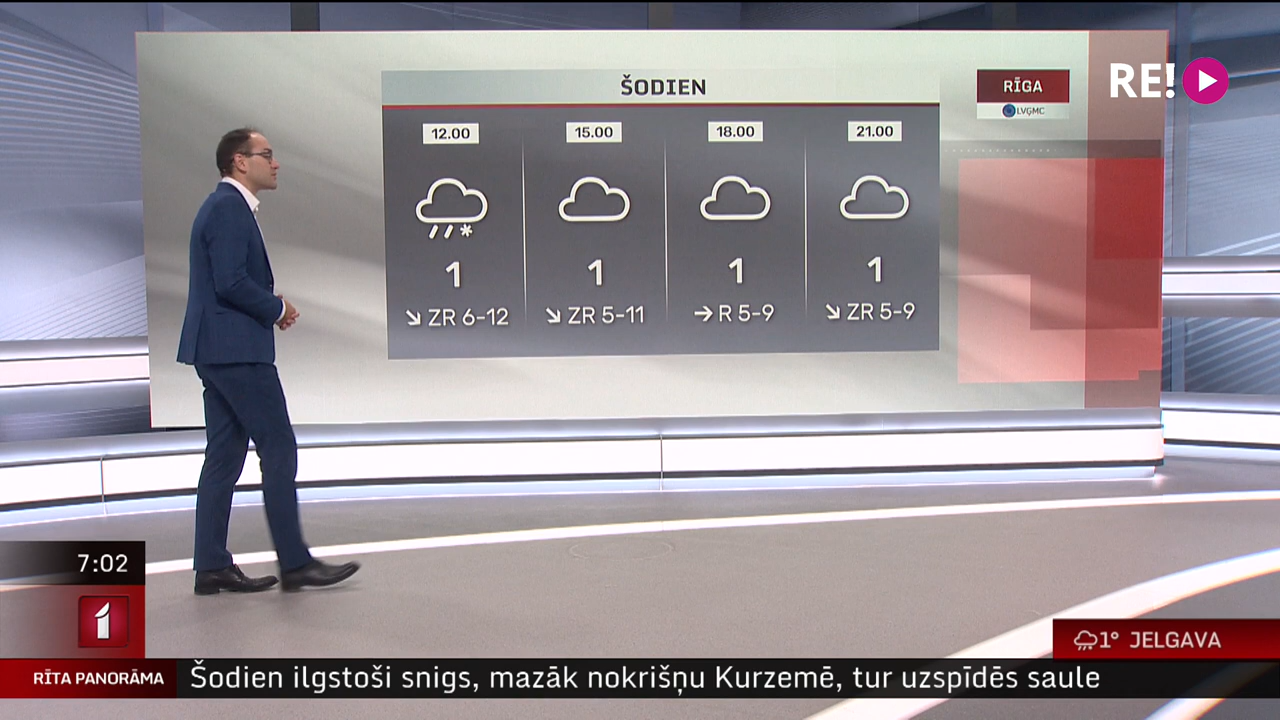 ŠODIEN
RĪGA
LVĢMC
RE!
12.00
15.00
18.00
21.00
1
1
1
1
ZR 6-12
ZR 5-11
R 5-9
ZR 5-9
7:02
1
1° JELGAVA
RĪTA PANORĀMA
Šodien ilgstoši snigs, mazāk nokrišņu Kurzemē, tur uzspīdēs saule